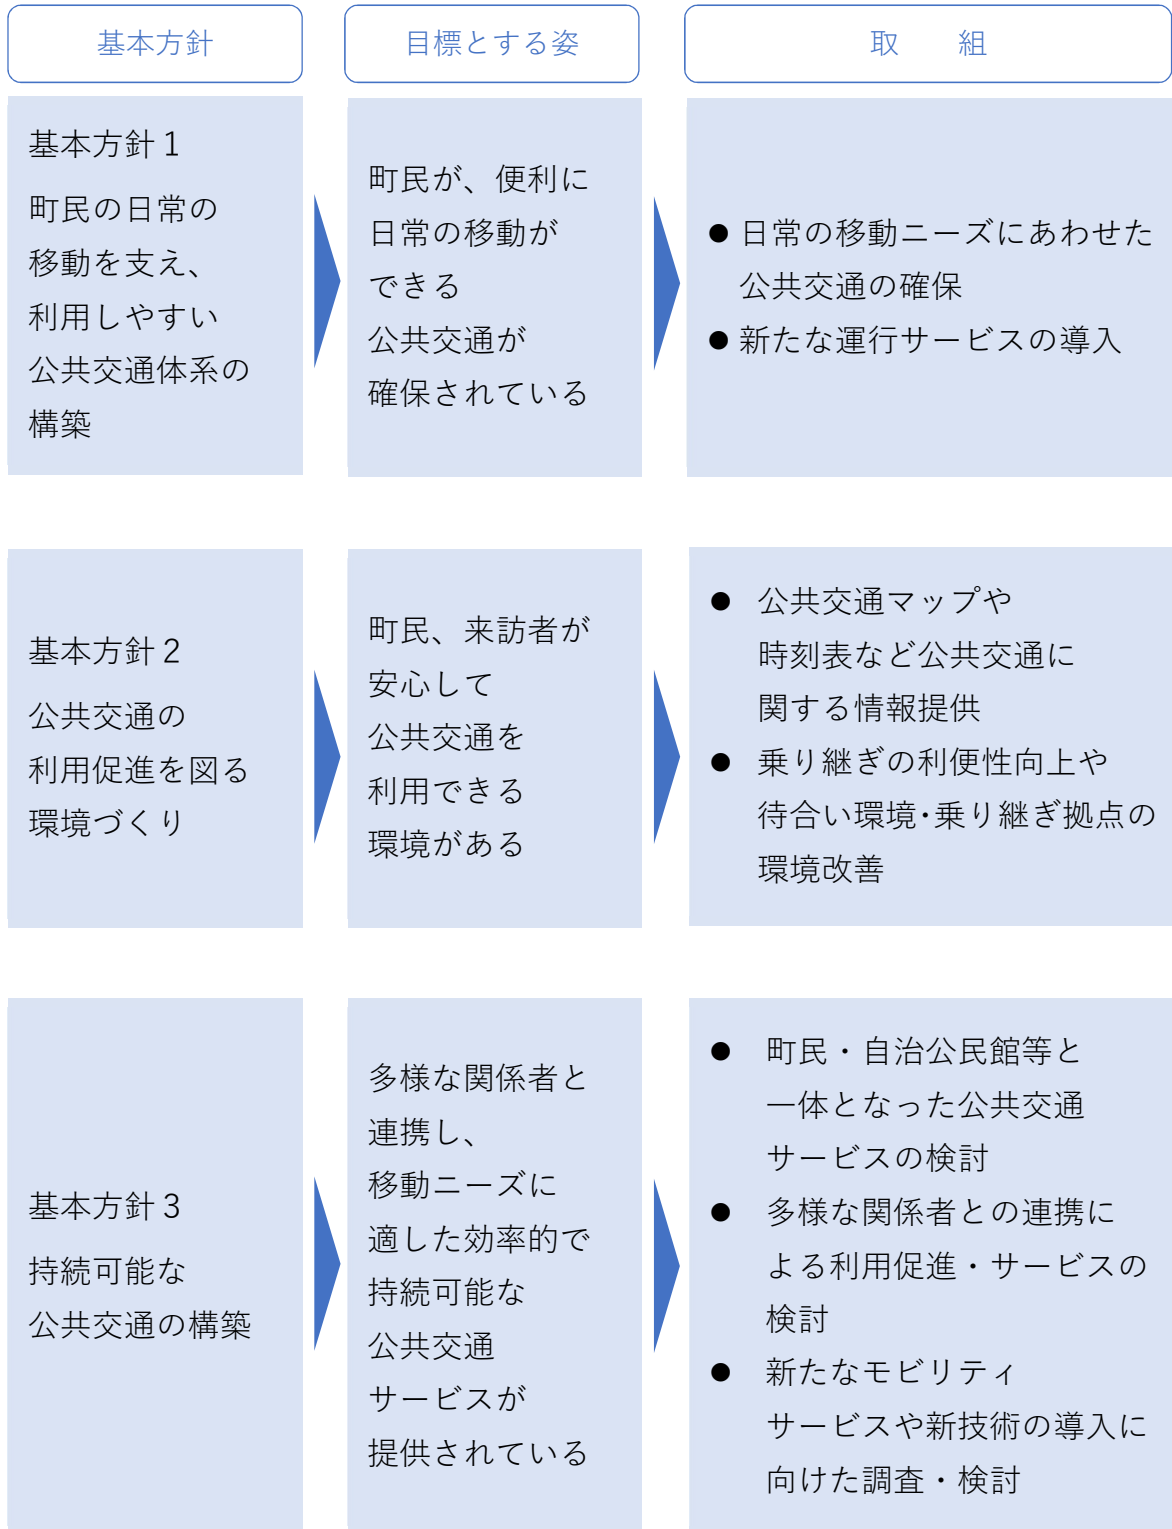 基本方針
目標とする姿
取　組
基本方針１
町民の日常の
移動を支え、
利用しやすい
公共交通体系の
構築
町民が、便利に
日常の移動が
できる
公共交通が
確保されている
●日常の移動ニーズにあわせた
公共交通の確保
●新たな運行サービスの導入
基本方針２
公共交通の
利用促進を図る
環境づくり
町民、来訪者が
安心して
公共交通を
利用できる
環境がある
● 公共交通マップや
時刻表など公共交通に
関する情報提供
● 乗り継ぎの利便性向上や
待合い環境・乗り継ぎ拠点の
環境改善
基本方針３
持続可能な
公共交通の構築
多様な関係者と
連携し、
移動ニーズに
適した効率的で
持続可能な
公共交通
サービスが
提供されている
● 町民・自治公民館等と
一体となった公共交通
サービスの検討
● 多様な関係者との連携に
よる利用促進・サービスの
検討
● 新たなモビリティ
サービスや新技術の導入に
向けた調査・検討